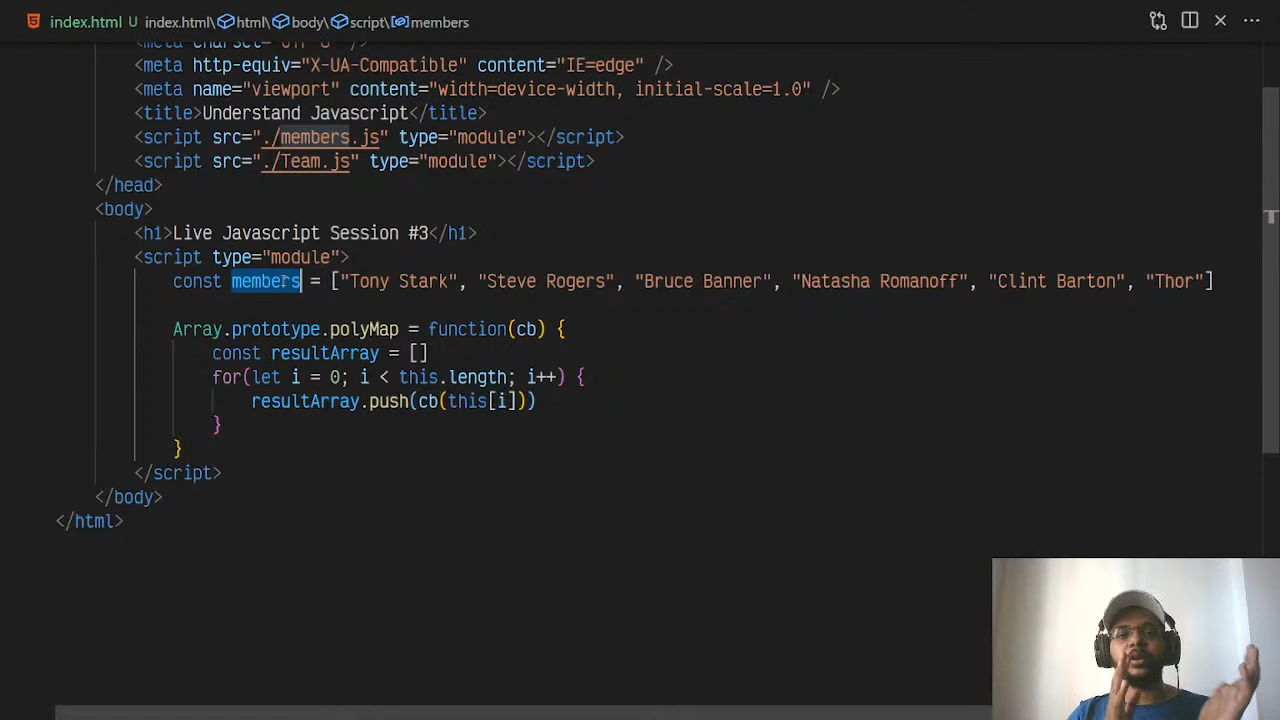 index.html U index.html\html\body\script\members
<meta charset="UTF-8" />
<meta http-equiv="X-UA-Compatible" content="IE=edge" />
<meta name="viewport" content="width=device-width, initial-scale=1.0" />
<title>Understand Javascript</title>
<script src="./members.js" type="module"></script>
<script src="./Team.js" type="module"></script>
</head>
<body>
<h1>Live Javascript Session #3</h1>
<script type="module">
const members = ["Tony Stark", "Steve Rogers", "Bruce Banner", "Natasha Romanoff", "Clint Barton", "Thor"]
Array.prototype.polyMap = function(cb) {
const resultArray = []
for(let i = 0; i < this.length; i++) {
resultArray.push(cb(this[i]))
}
}
</script>
</body>
</html>